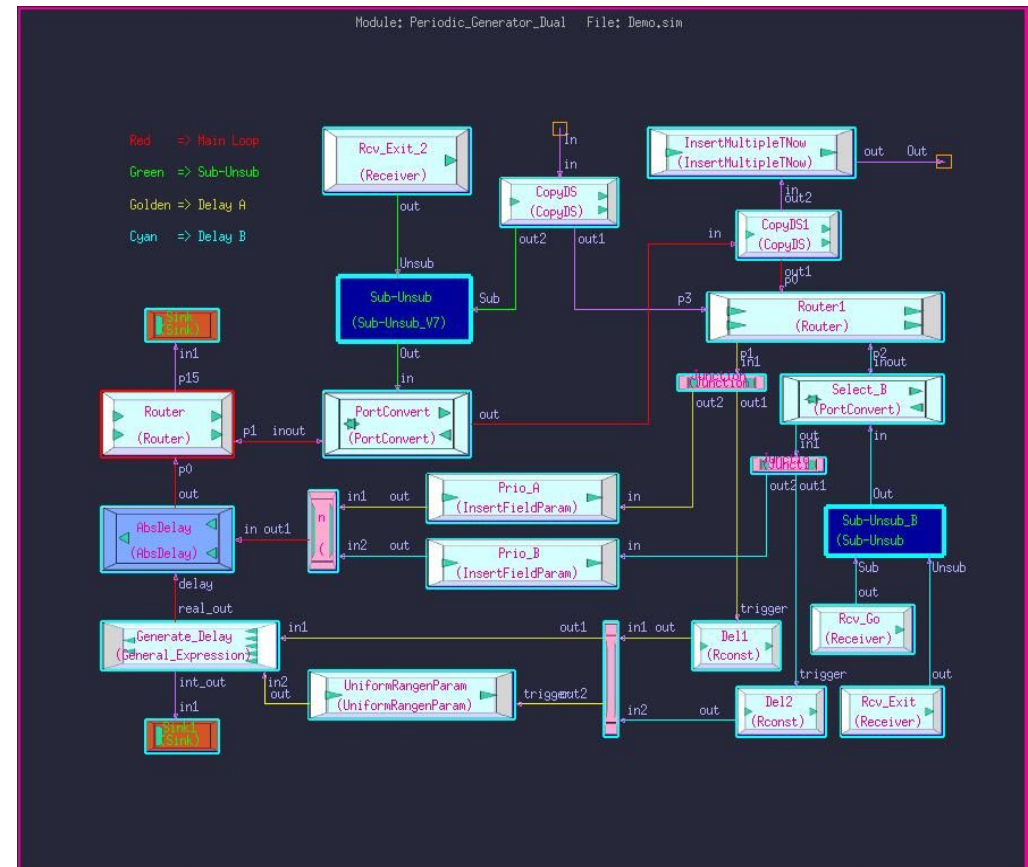 Module: Periodic_Generator_Dual   File: Demo.sim
Red   => Main Loop
Green  => Sub-Unsub
Golden => Delay A
Cyan   => Delay B
Rcv_Exit_2
(Receiver)
out
Unsub
In
in
CopyDS
(CopyDS)
out2
out1
InsertMultipleTNow
(InsertMultipleTNow)
out
Out
in
out2
in
CopyDS1
(CopyDS)
out1
p0
Sub-Unsub
(Sub-Unsub_V7)
Sub
Out
in
p3
Router1
(Router)
p1
in1
p2
inout
Sink
(Sink)
in1
p15
Router
(Router)
p1
inout
PortConvert
(PortConvert)
out
Junction
Junction
out2
out1
Select_B
(PortConvert)
out
in1
in
Juncti
out2
out1
p0
out
AbsDelay
(AbsDelay)
in
out1
n
(
in1
out
Prio_A
(InsertFieldParam)
in
in2
out
Prio_B
(InsertFieldParam)
in
Out
Sub-Unsub_B
(Sub-Unsub
Sub
Unsub
delay
real_out
Generate_Delay
(General_Expression)
in1
out1
in1
out
trigger
Del1
(Rconst)
out
Rcv_Go
(Receiver)
int_out
in1
in2
out
UniformRangenParam
(UniformRangenParam)
trigger
out2
in2
out
trigger
Del2
(Rconst)
out
Rcv_Exit
(Receiver)
Sink1
(Sink)